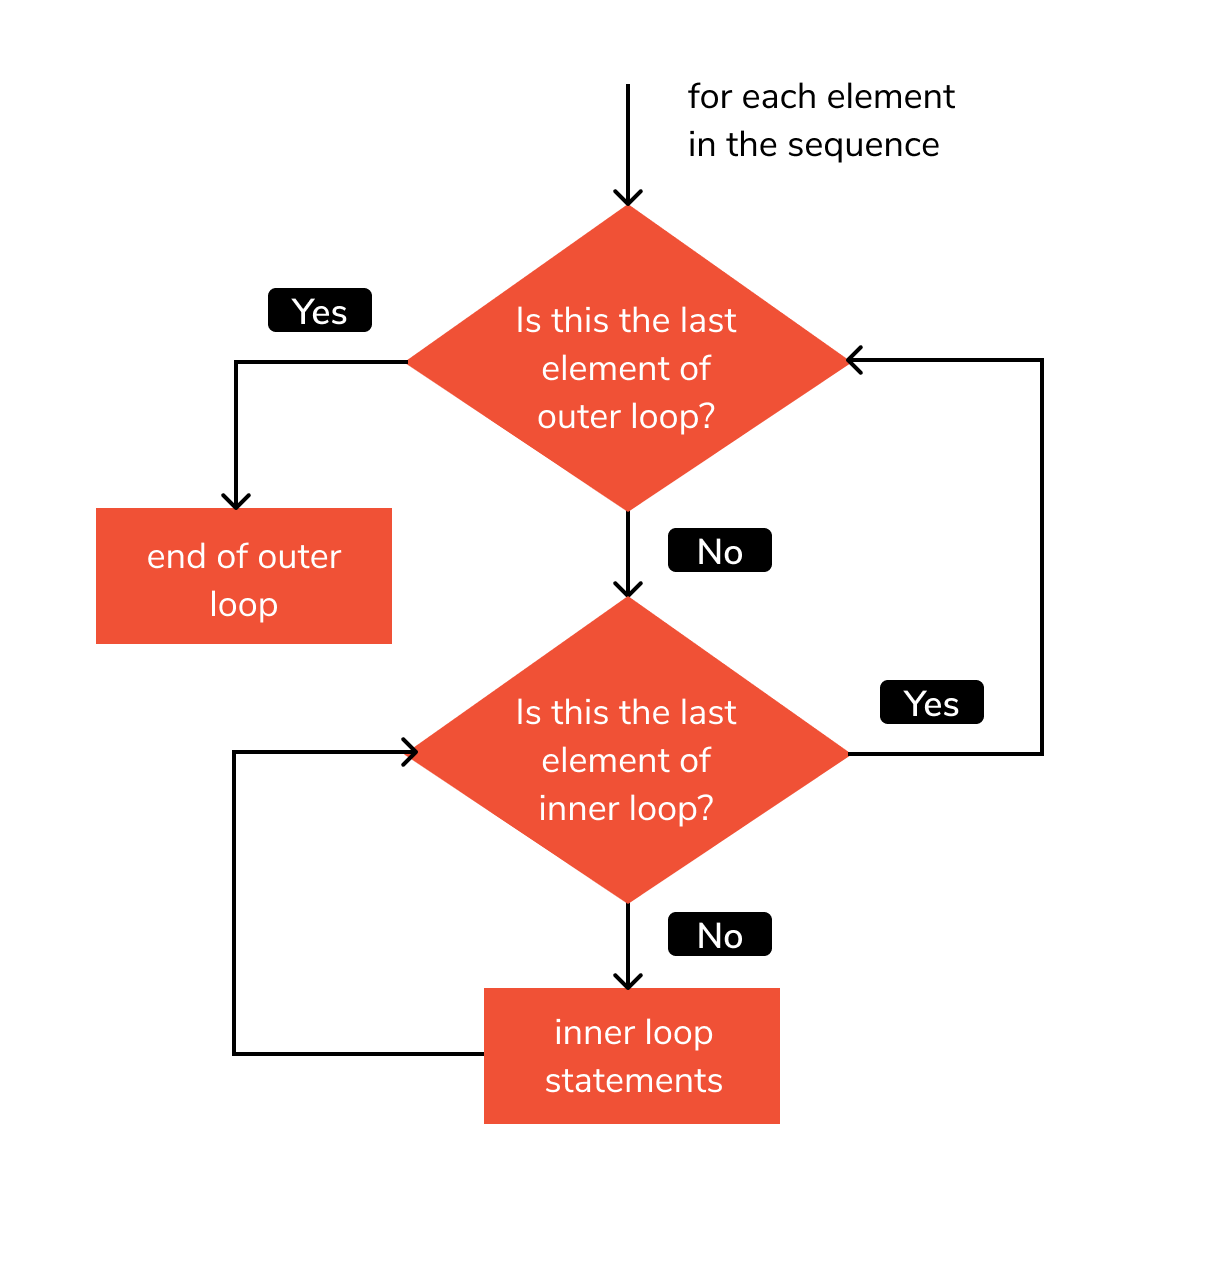 for each element
in the sequence
Yes
Is this the last
element of
outer loop?
end of outer
loop
No
Is this the last
element of
inner loop?
Yes
No
inner loop
statements